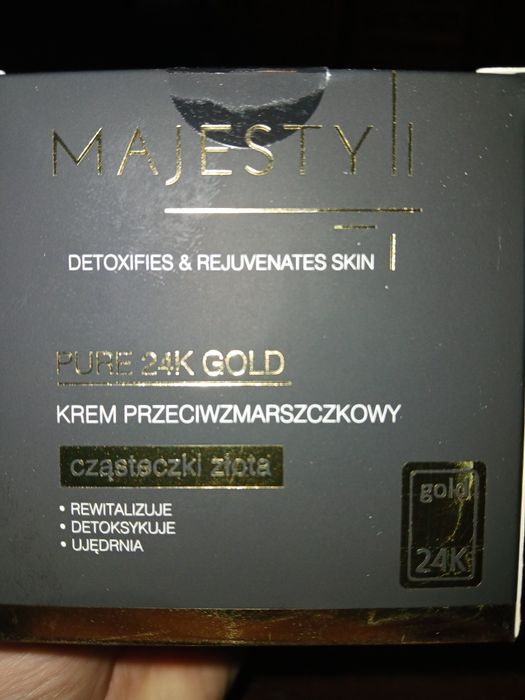 MAJESTY
DETOXIFIES & REJUVENATES SKIN
PURE 24K GOLD
KREM PRZECIWZMARSZCZKOWY
cząsteczki złota
• REWITALIZUJE
• DETOKSYKUJE
• UJĘDRNIA
gold
24K